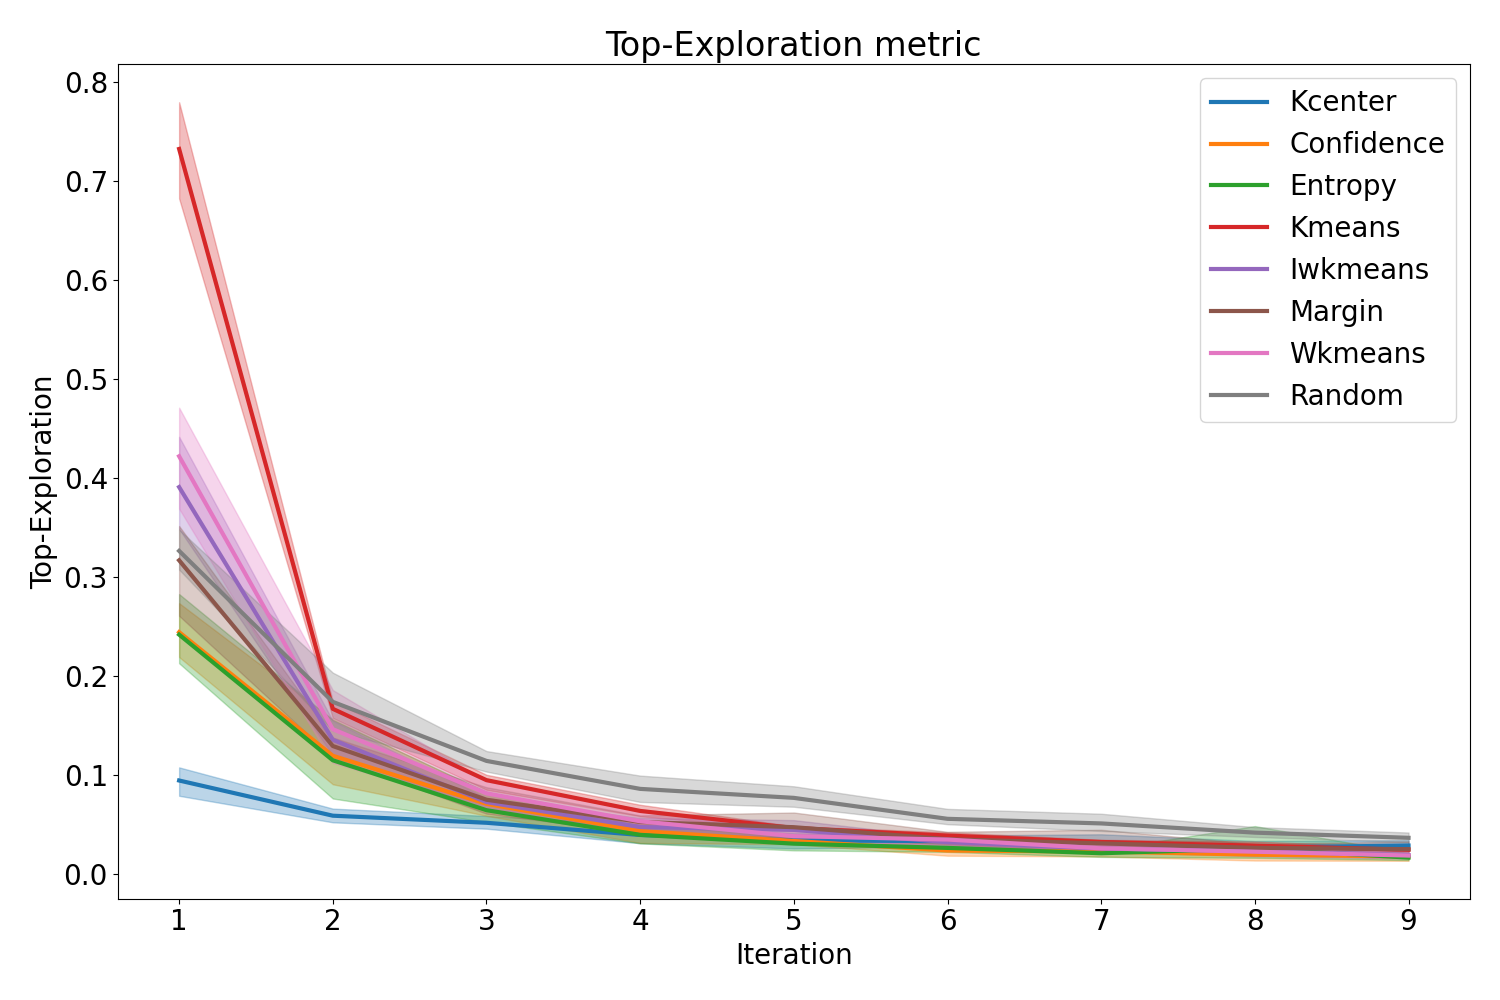 Top-Exploration metric
0.8
0.7
0.6
0.5
0.4
0.3
0.2
0.1
0.0
Top-Exploration
Kcenter
Confidence
Entropy
Kmeans
Iwkmeans
Margin
Wkmeans
Random
1 2 3 4 5 6 7 8 9
Iteration